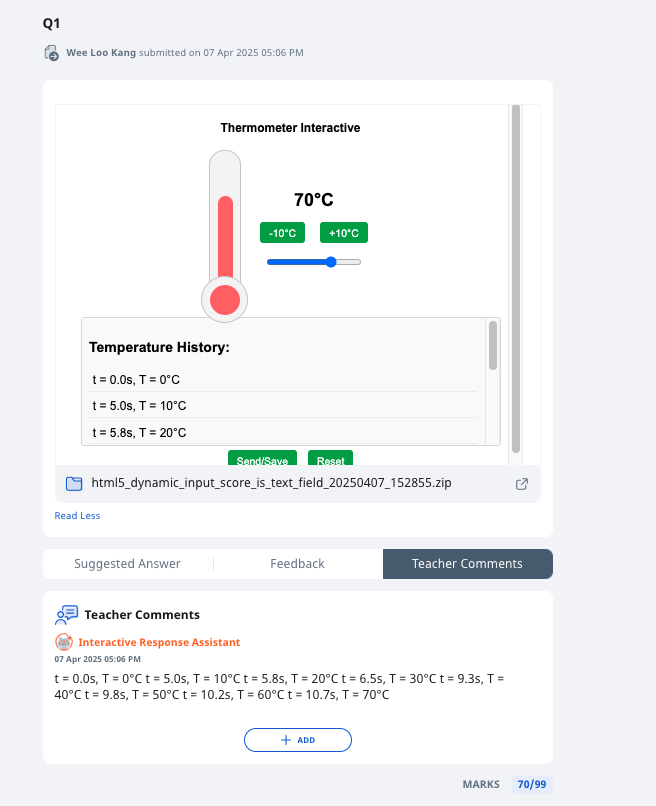 Q1
Wee Loo Kang submitted on 07 Apr 2025 05:06 PM
Thermometer Interactive
70°C
-10°C +10°C
Temperature History:
t = 0.0s, T = 0°C
t = 5.0s, T = 10°C
t = 5.8s, T = 20°C
Send/Save Reset
html5_dynamic_input_score_is_text_field_20250407_152855.zip
Read Less
Suggested Answer Feedback Teacher Comments
Teacher Comments
Interactive Response Assistant
07 Apr 2025 05:06 PM
t = 0.0s, T = 0°C t = 5.0s, T = 10°C t = 5.8s, T = 20°C t = 6.5s, T = 30°C t = 9.3s, T =
40°C t = 9.8s, T = 50°C t = 10.2s, T = 60°C t = 10.7s, T = 70°C
+ ADD
MARKS 70/99